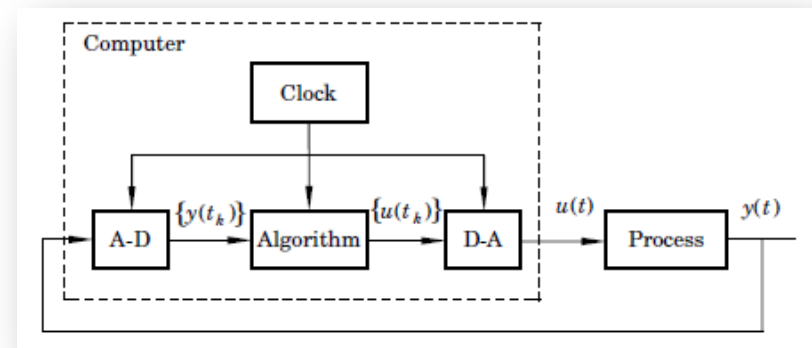 Computer
Clock
u(t)
y(t)
{y(t_k)}
{u(t_k)}
A-D
Algorithm
D-A
Process